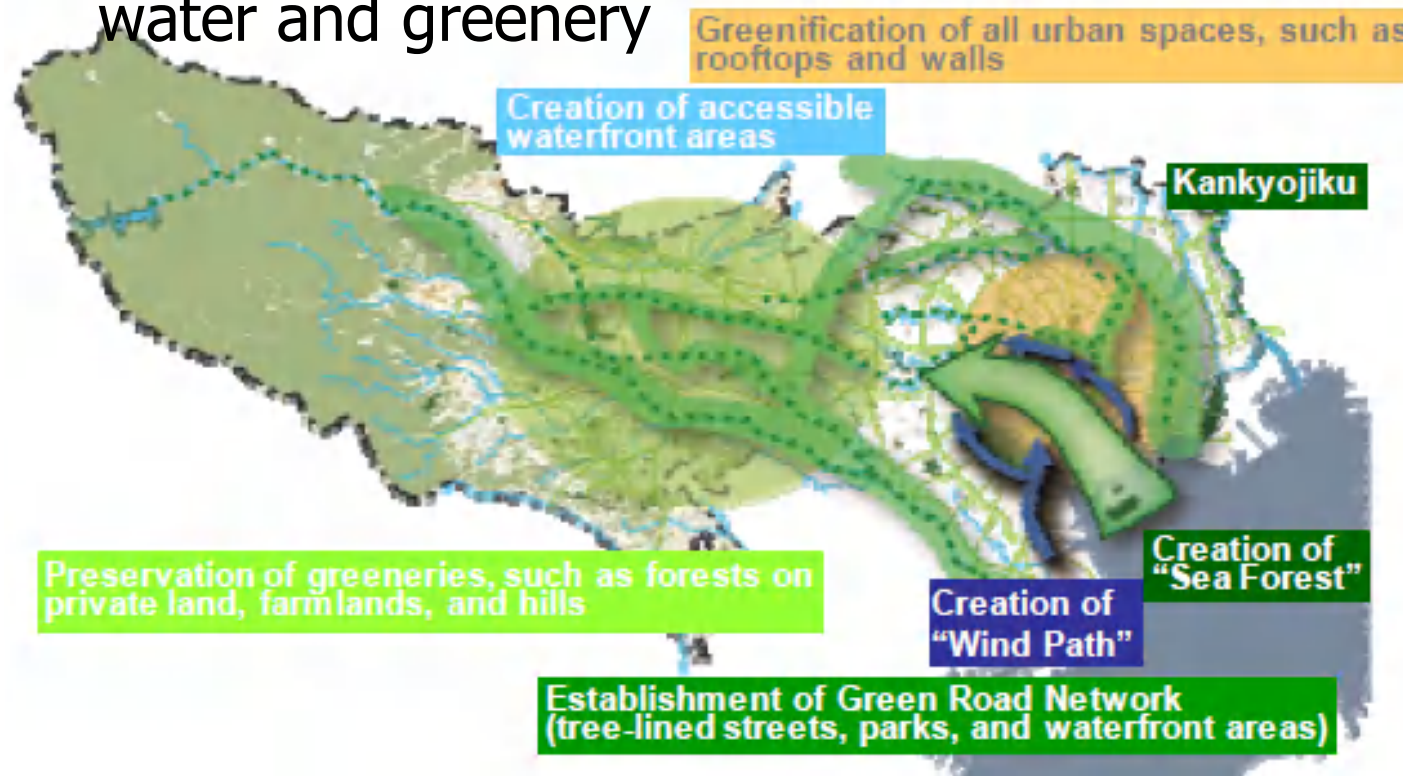 water and greenery
Greenification of all urban spaces, such as
rooftops and walls
Creation of accessible
waterfront areas
Kankyojiku
Preservation of greeneries, such as forests on
private land, farmlands, and hills
Creation of
“Sea Forest”
Creation of
“Wind Path”
Establishment of Green Road Network
(tree-lined streets, parks, and waterfront areas)